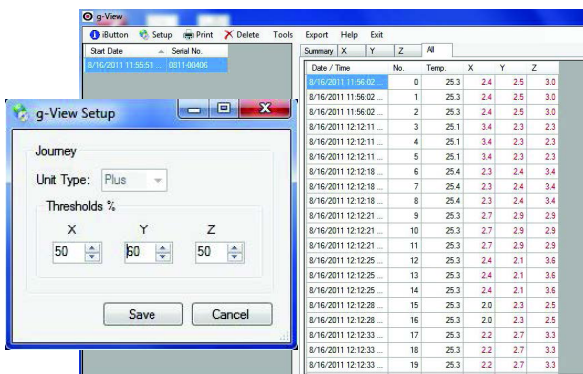 g-View
iButton Setup Print Delete Tools Export Help Exit
Start Date Serial No.
8/16/2011 11:55:51 ... 0811-00406
Summary X Y Z All
Date / Time No. Temp. X Y Z
8/16/2011 11:56:02 ... 0 25.3 2.4 2.5 3.0
8/16/2011 11:56:02 ... 1 25.3 2.4 2.5 3.0
8/16/2011 11:56:02 ... 2 25.3 2.4 2.5 3.0
8/16/2011 12:12:11 ... 3 25.1 3.4 2.3 2.3
8/16/2011 12:12:11 ... 4 25.1 3.4 2.3 2.3
8/16/2011 12:12:11 ... 5 25.1 3.4 2.3 2.3
8/16/2011 12:12:18 ... 6 25.4 2.3 2.4 3.4
8/16/2011 12:12:18 ... 7 25.4 2.3 2.4 3.4
8/16/2011 12:12:18 ... 8 25.4 2.3 2.4 3.4
8/16/2011 12:12:21 ... 9 25.3 2.7 2.9 2.9
8/16/2011 12:12:21 ... 10 25.3 2.7 2.9 2.9
8/16/2011 12:12:21 ... 11 25.3 2.7 2.9 2.9
8/16/2011 12:12:25 ... 12 25.3 2.4 2.1 3.6
8/16/2011 12:12:25 ... 13 25.3 2.4 2.1 3.6
8/16/2011 12:12:25 ... 14 25.3 2.4 2.1 3.6
8/16/2011 12:12:28 ... 15 25.3 2.0 2.3 2.5
8/16/2011 12:12:28 ... 16 25.3 2.0 2.3 2.5
8/16/2011 12:12:33 ... 17 25.3 2.2 2.7 3.3
8/16/2011 12:12:33 ... 18 25.3 2.2 2.7 3.3
8/16/2011 12:12:33 ... 19 25.3 2.2 2.7 3.3
g-View Setup
Journey
Unit Type: Plus
Thresholds %
X Y Z
50 60 50
Save Cancel